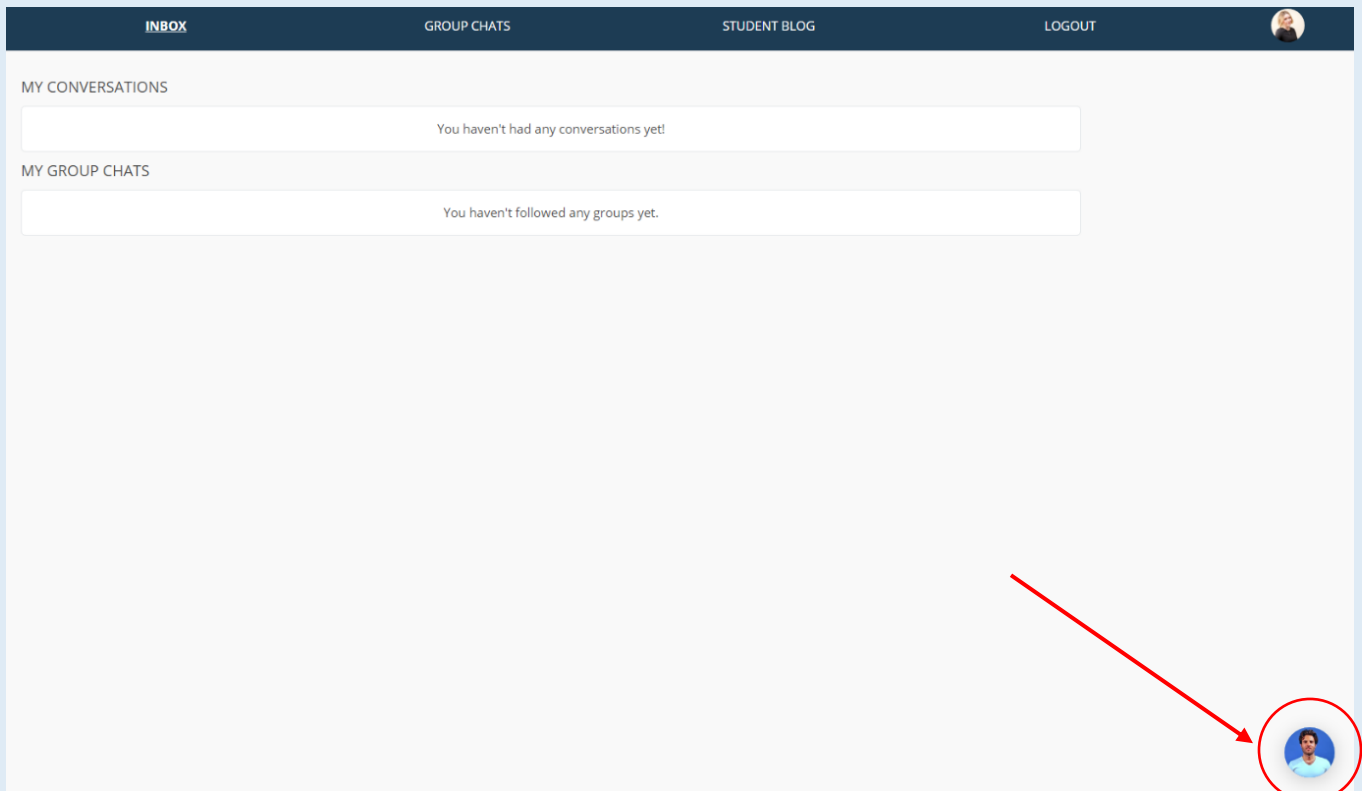 INBOX GROUP CHATS STUDENT BLOG LOGOUT
MY CONVERSATIONS
You haven't had any conversations yet!
MY GROUP CHATS
You haven't followed any groups yet.